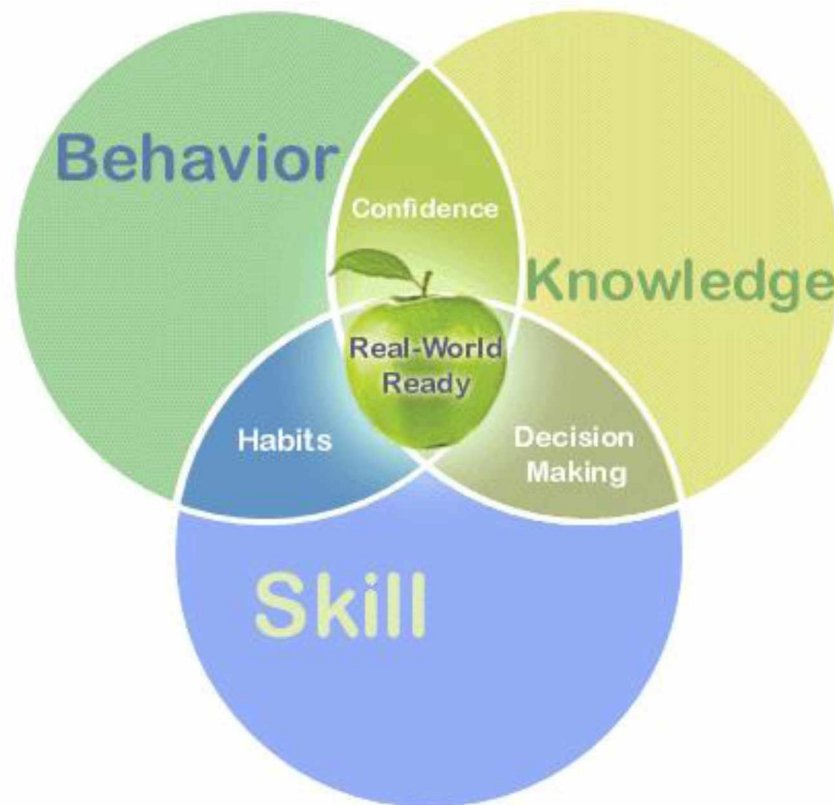 Behavior
Confidence
Knowledge
Real-World
Ready
Habits
Decision
Making
Skill